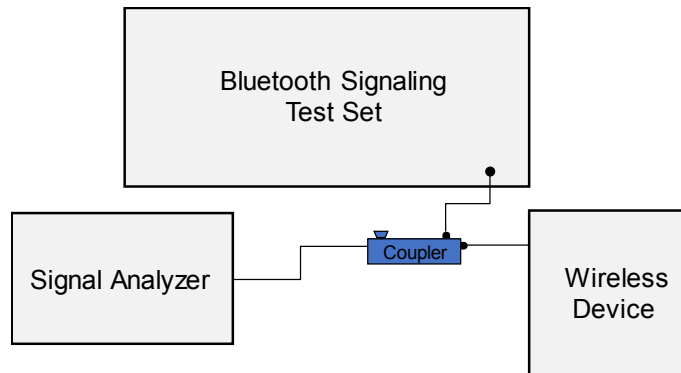 Bluetooth Signaling
Test Set
Signal Analyzer
Coupler
Wireless
Device